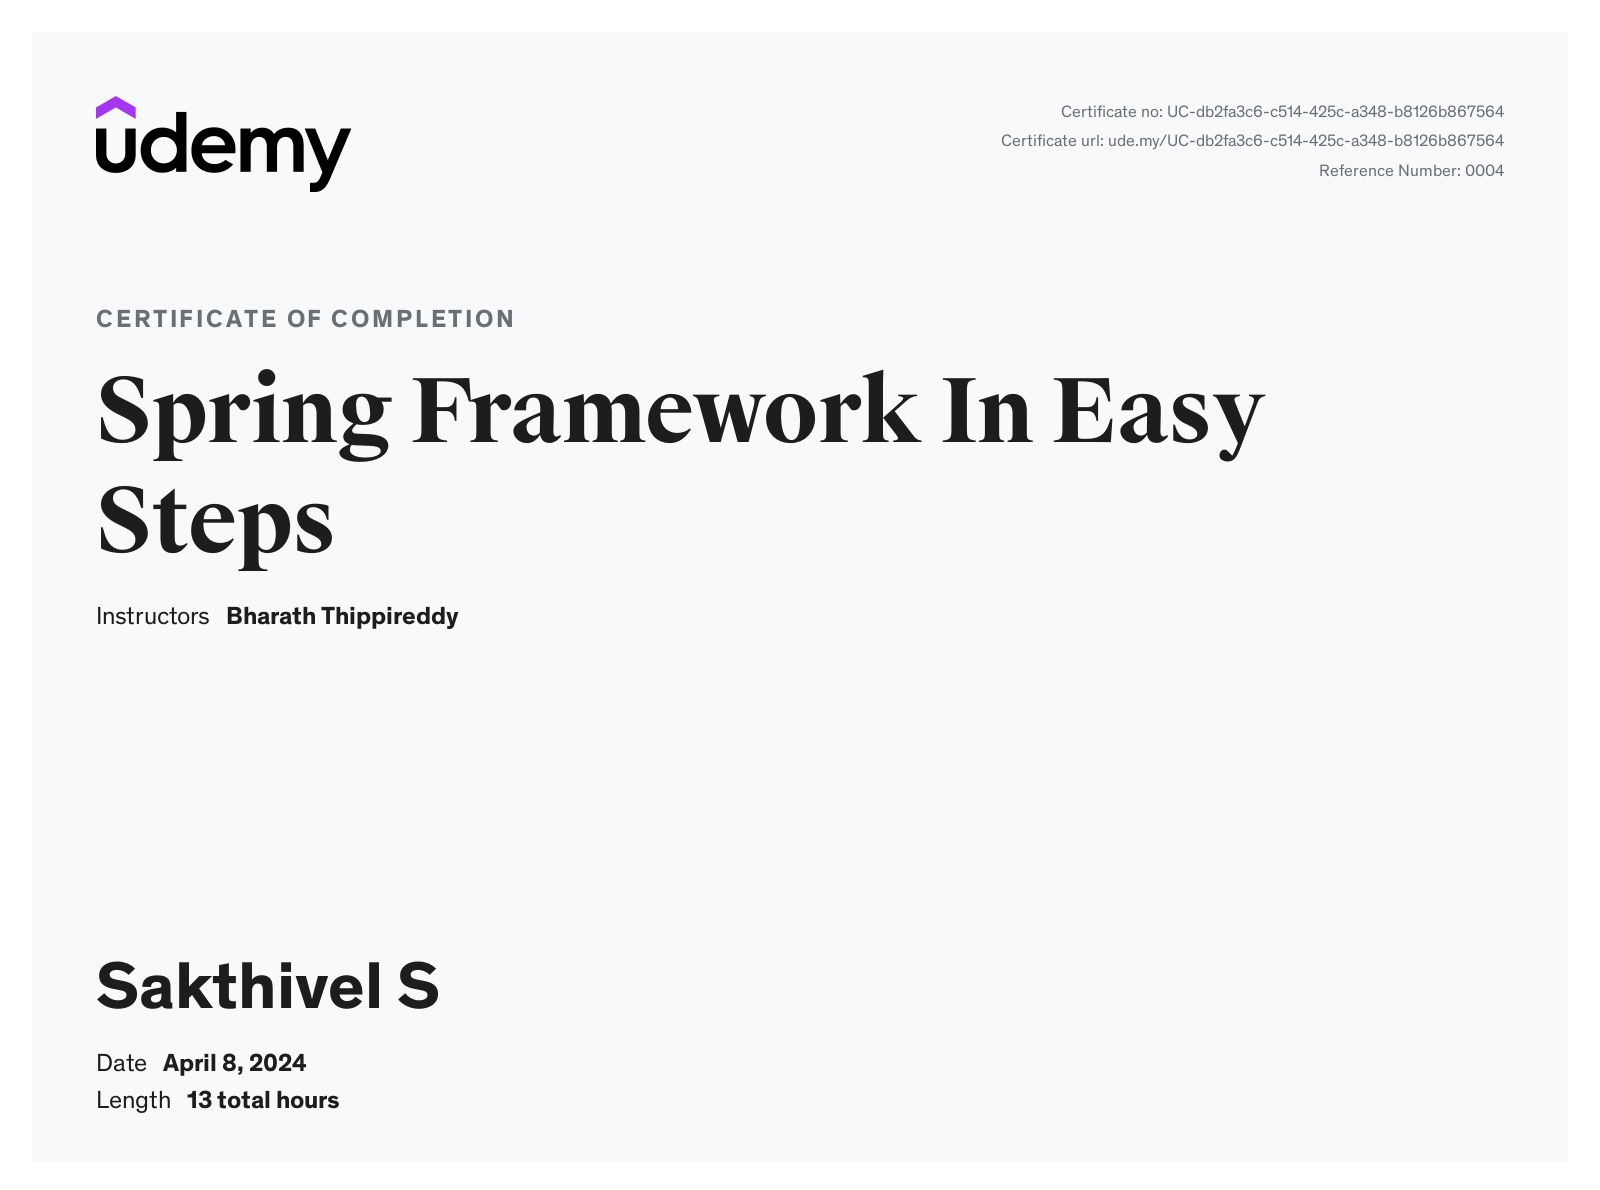 udemy
Certificate no: UC-db2fa3c6-c514-425c-a348-b8126b867564
Certificate url: ude.my/UC-db2fa3c6-c514-425c-a348-b8126b867564
Reference Number: 0004
CERTIFICATE OF COMPLETION
Spring Framework In Easy
Steps
Instructors Bharath Thippireddy
Sakthivel S
Date April 8, 2024
Length 13 total hours